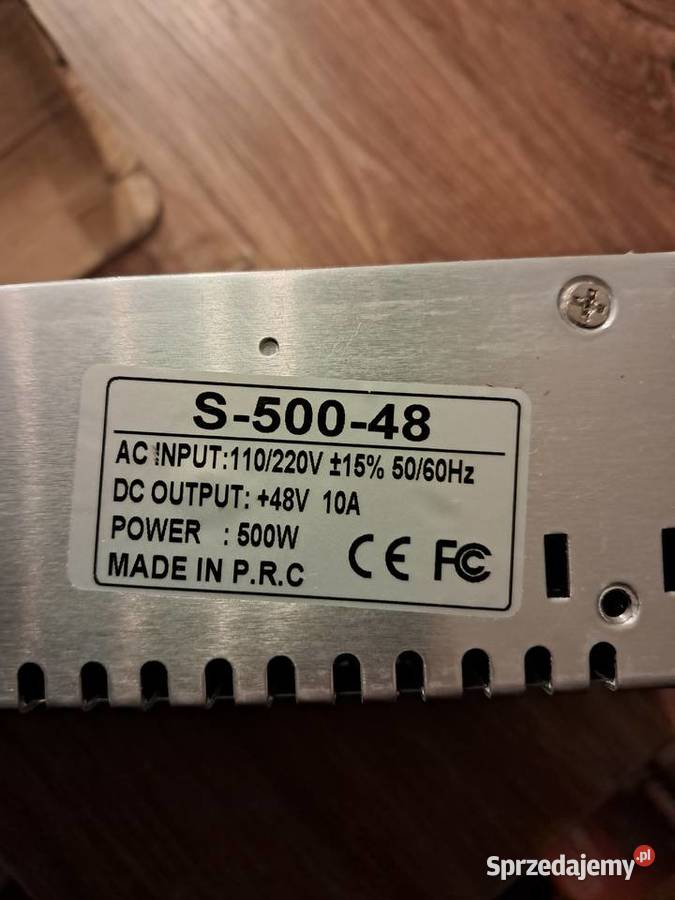 S-500-48
AC INPUT:110/220V ±15% 50/60Hz
DC OUTPUT: +48V 10A
POWER : 500W
MADE IN P.R.C
CE FC
Sprzedajemy.pl